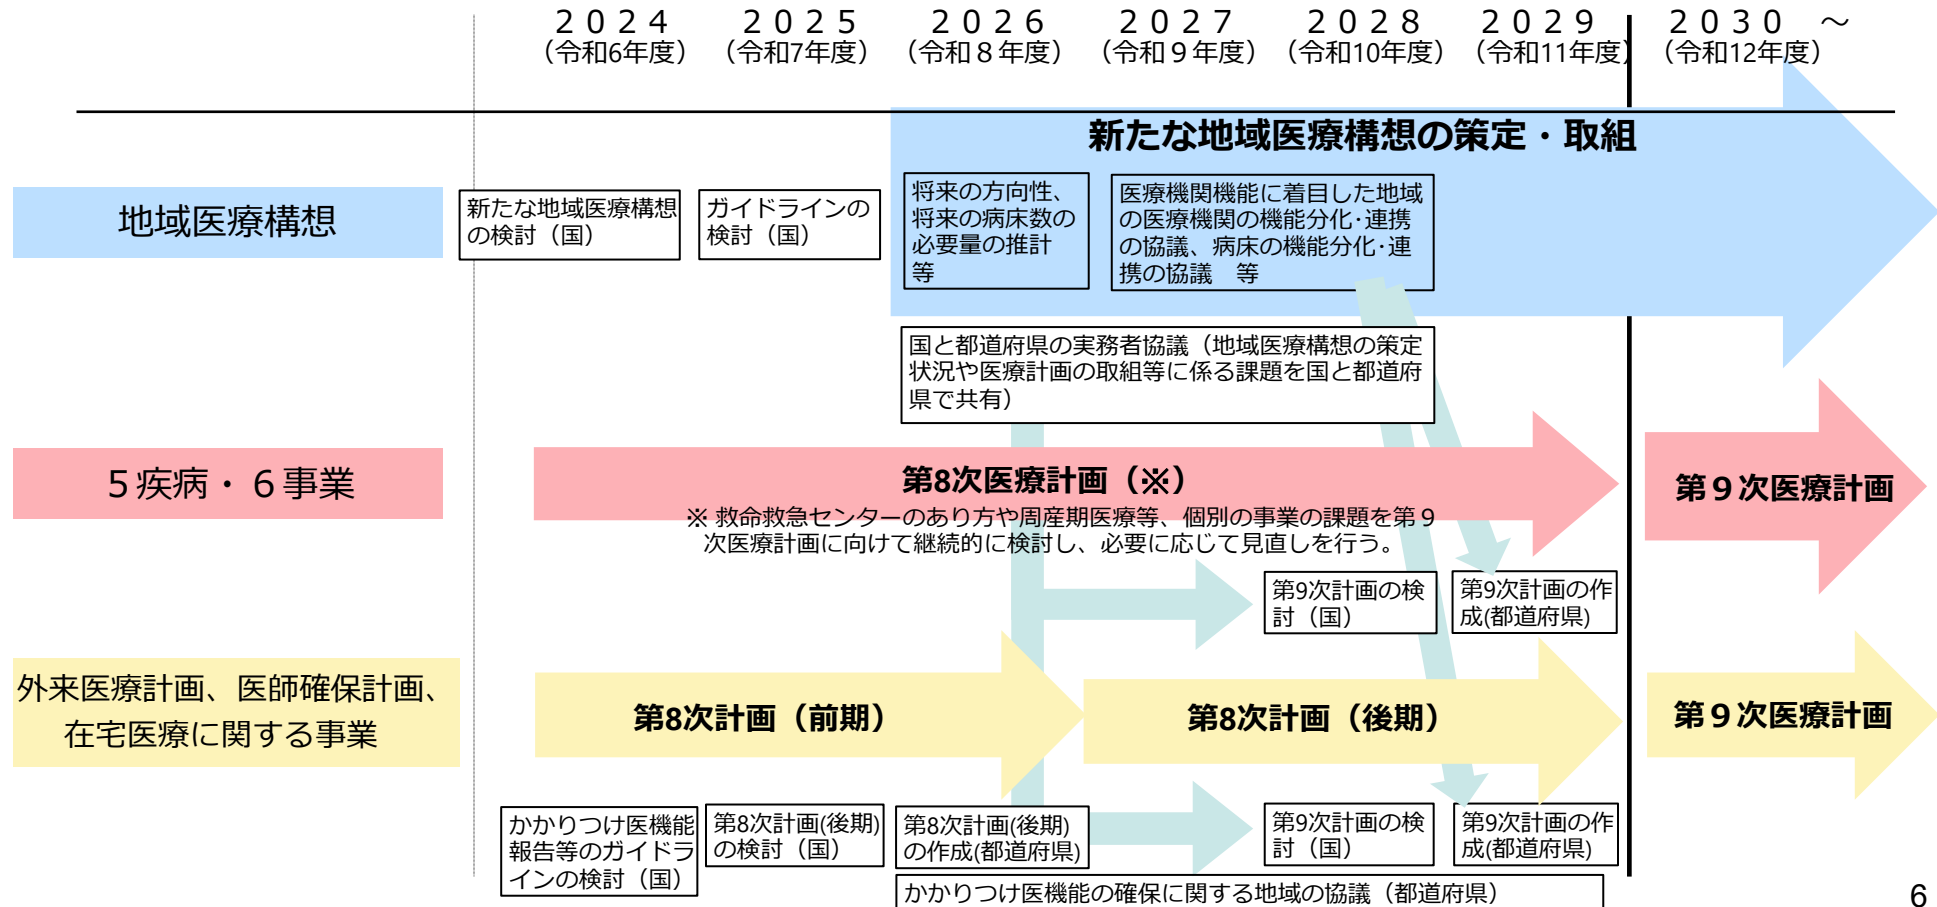 ２０２４
（令和6年度）
２０２５
（令和7年度）
２０２６
（令和８年度）
２０２７
（令和９年度）
２０２８
（令和10年度）
２０２９
（令和11年度）
２０３０　～
（令和12年度）
新たな地域医療構想の策定・取組
地域医療構想
新たな地域医療構想
の検討（国）
ガイドラインの
検討（国）
将来の方向性、
将来の病床数の
必要量の推計
等
医療機関機能に着目した地域
の医療機関の機能分化･連携
の協議、病床の機能分化･連
携の協議　等
国と都道府県の実務者協議（地域医療構想の策定
状況や医療計画の取組等に係る課題を国と都道府
県で共有）
５疾病・６事業
第8次医療計画（※）
※ 救命救急センターのあり方や周産期医療等、個別の事業の課題を第９
次医療計画に向けて継続的に検討し、必要に応じて見直しを行う。
第９次医療計画
第9次計画の検
討（国）
第9次計画の作
成(都道府県)
外来医療計画、医師確保計画、
在宅医療に関する事業
第8次計画（前期）
第8次計画（後期）
第９次医療計画
かかりつけ医機能
報告等のガイドラ
インの検討（国）
第8次計画(後期)
の検討（国）
第8次計画(後期)
の作成(都道府県)
第9次計画の検
討（国）
第9次計画の作
成(都道府県)
かかりつけ医機能の確保に関する地域の協議（都道府県）
6